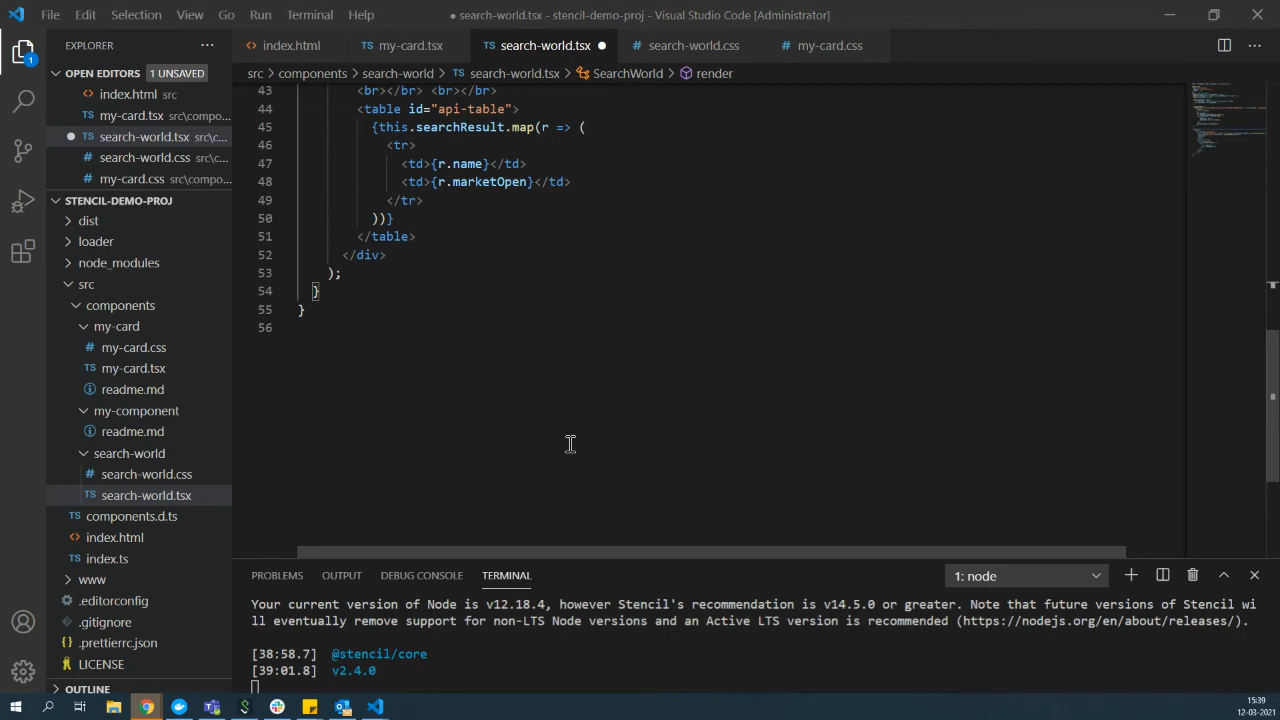 File Edit Selection View Go Run Terminal Help ● search-world.tsx - stencil-demo-proj - Visual Studio Code [Administrator]
EXPLORER
index.html my-card.tsx search-world.tsx search-world.css my-card.css
OPEN EDITORS 1 UNSAVED
src > components > search-world > search-world.tsx > SearchWorld > render
index.html src
my-card.tsx src\compo...
search-world.tsx src\c...
search-world.css src\c...
my-card.css src\compo...
STENCIL-DEMO-PROJ
dist
loader
node_modules
src
components
my-card
my-card.css
my-card.tsx
readme.md
my-component
readme.md
search-world
search-world.css
search-world.tsx
components.d.ts
index.html
index.ts
www
.editorconfig
.gitignore
.prettierrc.json
LICENSE
OUTLINE
1
43 <br></br> <br></br>
44 <table id="api-table">
45 {this.searchResult.map(r => (
46 <tr>
47 <td>{r.name}</td>
48 <td>{r.marketOpen}</td>
49 </tr>
50 ))}
51 </table>
52 </div>
53 );
54 }
55 }
56
PROBLEMS OUTPUT DEBUG CONSOLE TERMINAL 1: node
Your current version of Node is v12.18.4, however Stencil's recommendation is v14.5.0 or greater. Note that future versions of Stencil wi
ll eventually remove support for non-LTS Node versions and an Active LTS version is recommended (https://nodejs.org/en/about/releases/).
[38:58.7] @stencil/core
[39:01.8] v2.4.0
15:39
12-03-2021